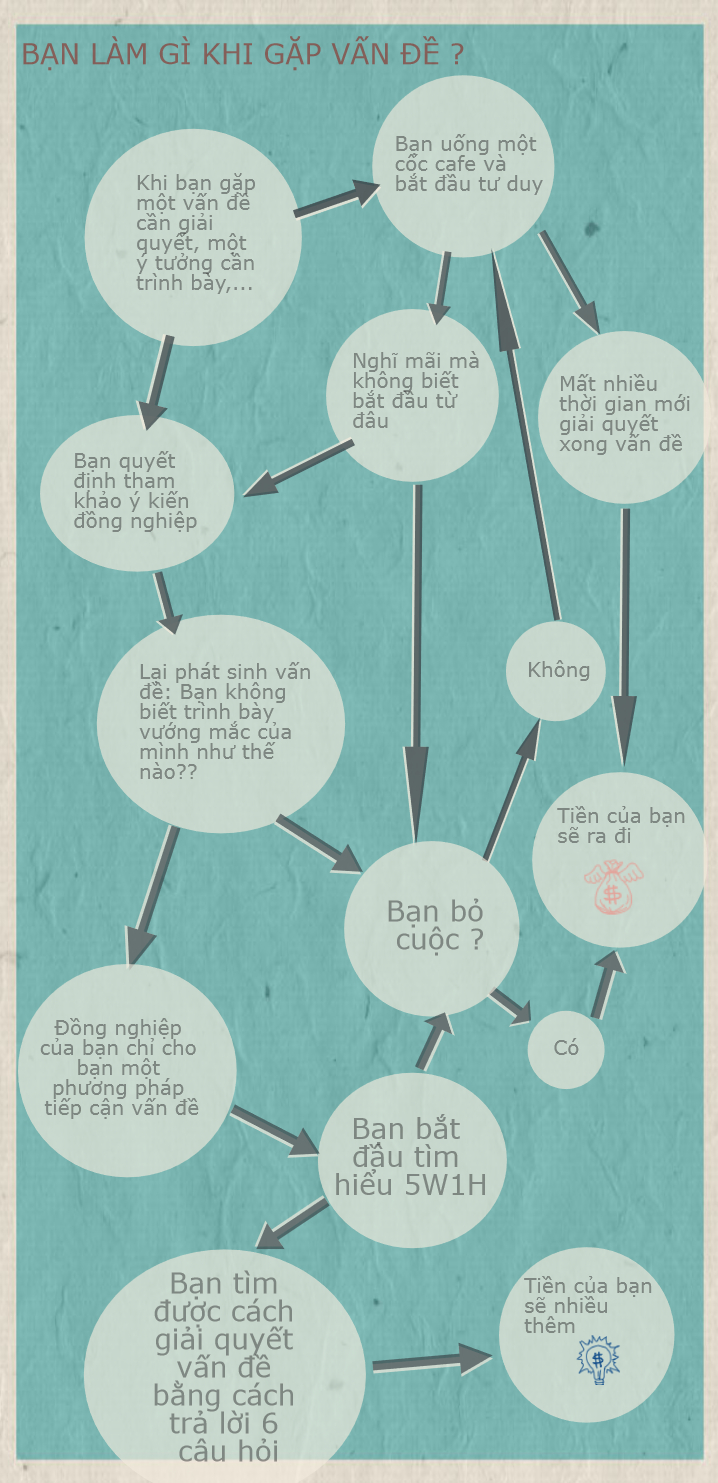 BẠN LÀM GÌ KHI GẶP VẤN ĐỀ ?
Bạn uống một
cốc cafe và
bắt đầu tư duy
Khi bạn gặp
một vấn đề
cần giải
quyết, một
ý tưởng cần
trình bày,...
Nghĩ mãi mà
không biết
bắt đầu từ
đâu
Mất nhiều
thời gian mới
giải quyết
xong vấn đề
Bạn quyết
định tham
khảo ý kiến
đồng nghiệp
Lại phát sinh vấn
đề: Bạn không
biết trình bày
vướng mắc của
mình như thế
nào??
Không
Tiền của bạn
sẽ ra đi
$
Bạn bỏ
cuộc ?
Đồng nghiệp
của bạn chỉ cho
bạn một
phương pháp
tiếp cận vấn đề
Có
Bạn bắt
đầu tìm
hiểu 5W1H
Bạn tìm
được cách
giải quyết
vấn đề
bằng cách
trả lời 6
câu hỏi
Tiền của bạn
sẽ nhiều
thêm
$